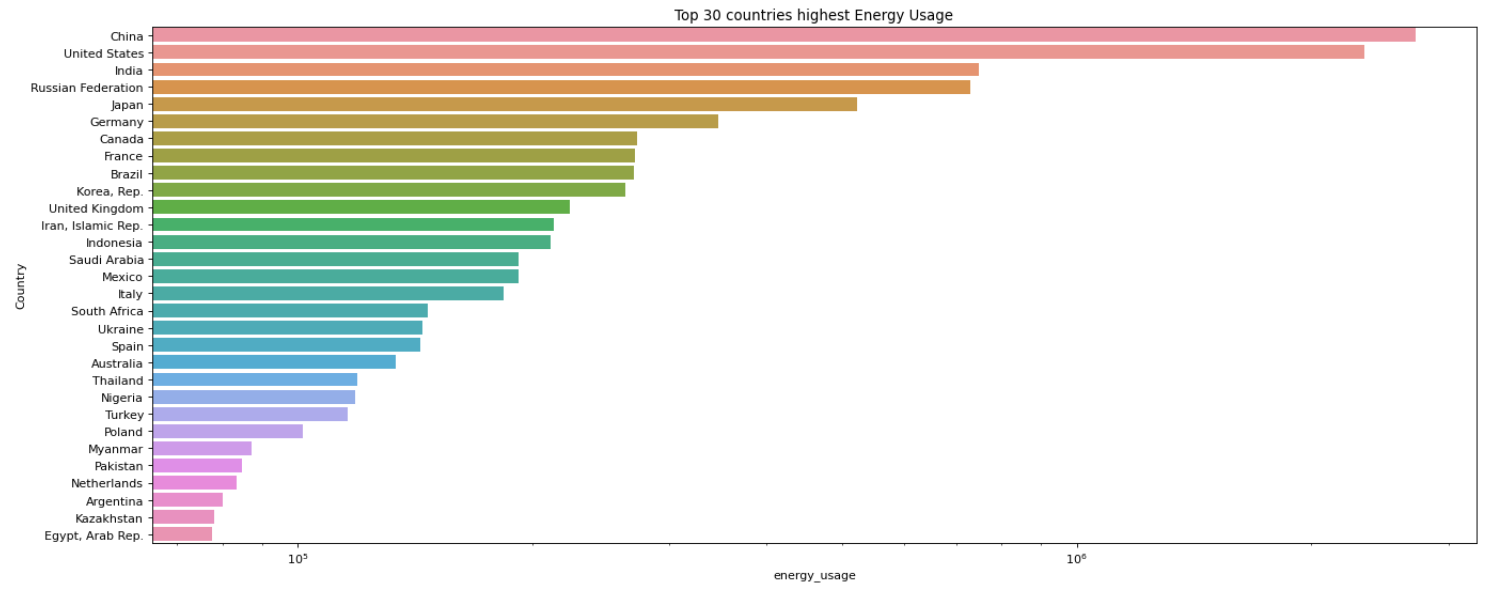 Top 30 countries highest Energy Usage
China
United States
India
Russian Federation
Japan
Germany
Canada
France
Brazil
Korea, Rep.
United Kingdom
Iran, Islamic Rep.
Indonesia
Saudi Arabia
Mexico
Italy
South Africa
Ukraine
Spain
Australia
Thailand
Nigeria
Turkey
Poland
Myanmar
Pakistan
Netherlands
Argentina
Kazakhstan
Egypt, Arab Rep.
Country
10⁵ 10⁶
energy_usage